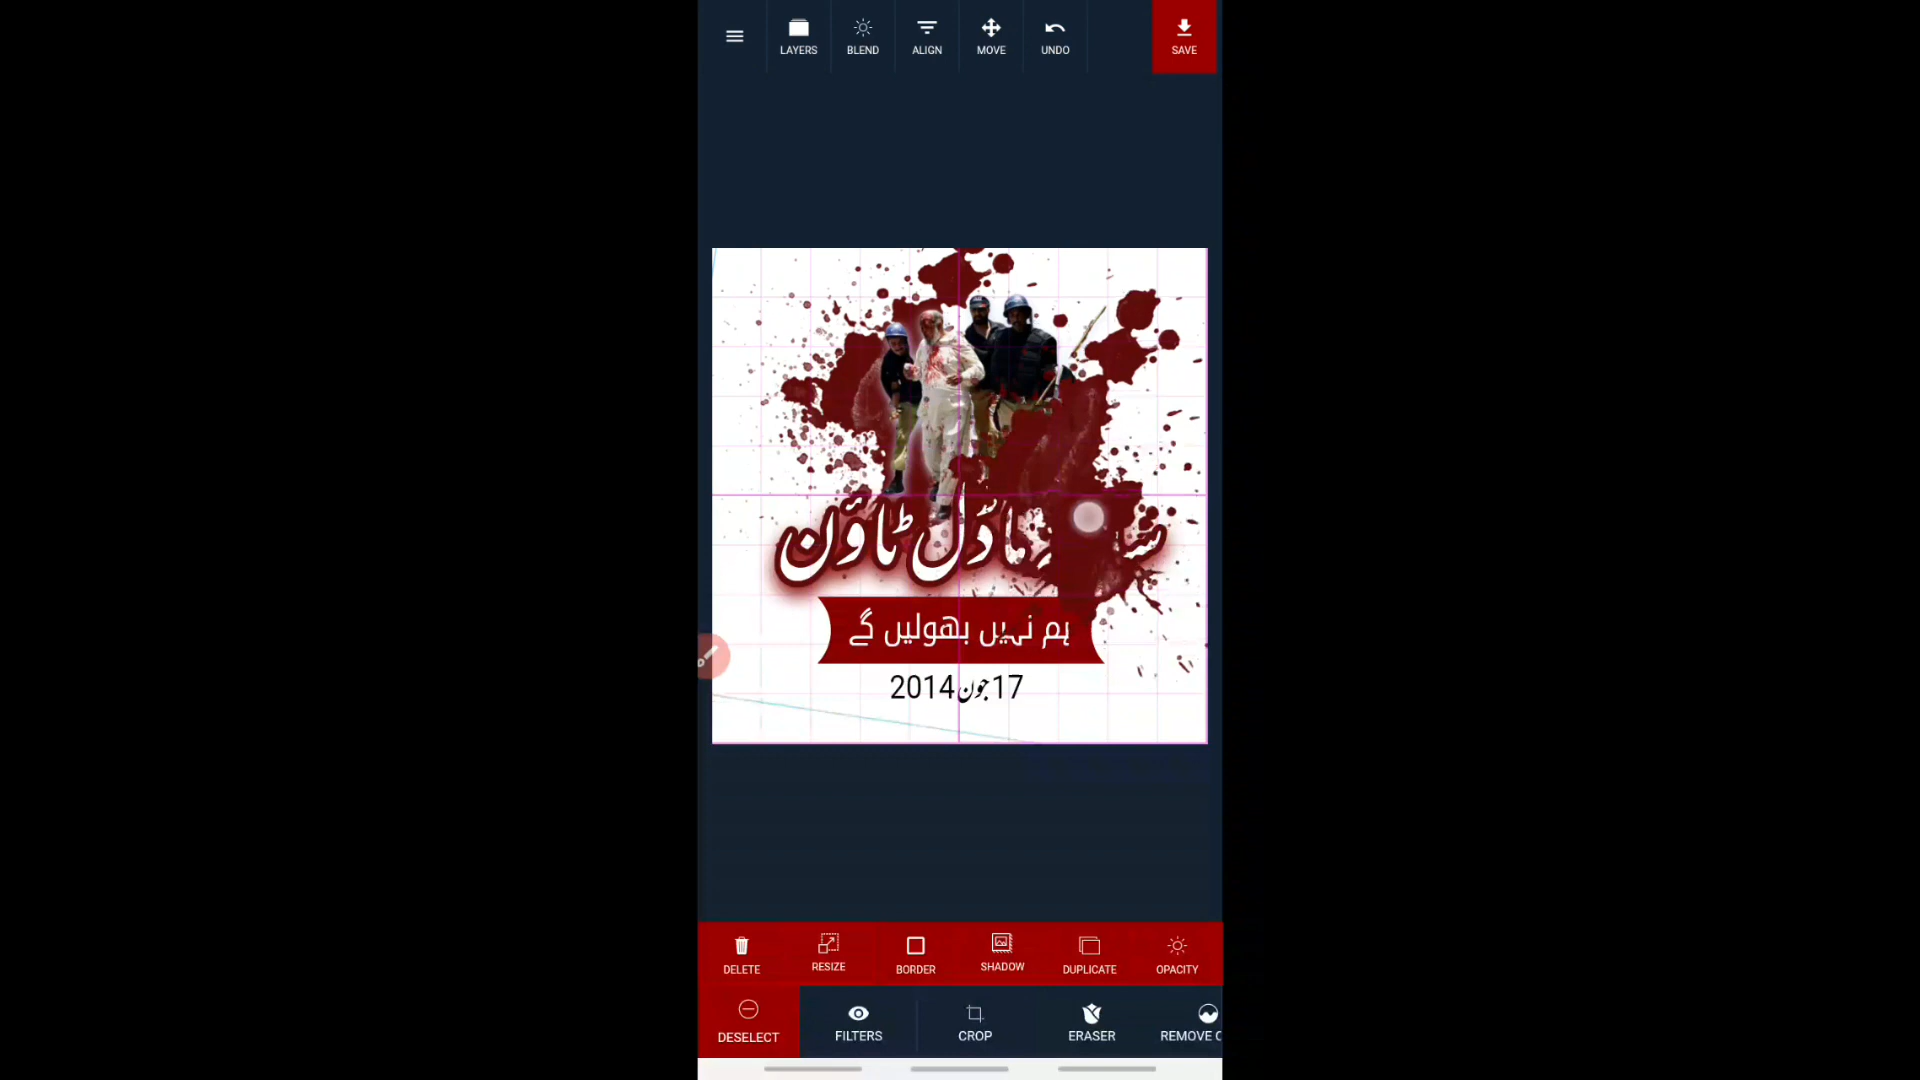 LAYERS
BLEND
ALIGN
MOVE
UNDO
SAVE
ماڈل ٹاؤن
ہم نہیں بھولیں گے
17 جون 2014
DELETE
RESIZE
BORDER
SHADOW
DUPLICATE
OPACITY
DESELECT
FILTERS
CROP
ERASER
REMOVE